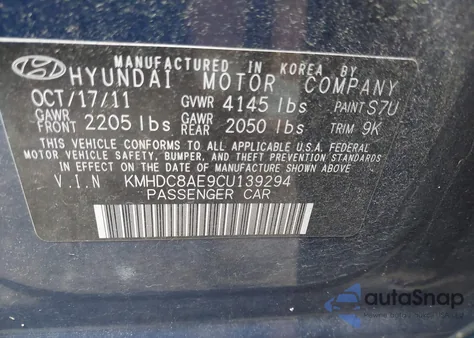 MANUFACTURED IN KOREA BY
HYUNDAI MOTOR COMPANY
OCT/17/11 GVWR 4145 lbs PAINT S7U
GAWR FRONT 2205 lbs GAWR REAR 2050 lbs TRIM 9K
THIS VEHICLE CONFORMS TO ALL APPLICABLE U.S.A. FEDERAL
MOTOR VEHICLE SAFETY, BUMPER, AND THEFT PREVENTION STANDARDS
IN EFFECT ON THE DATE OF MANUFACTURE SHOWN ABOVE.
V.I.N KMHDC8AE9CU139294
PASSENGER CAR
autoSnap